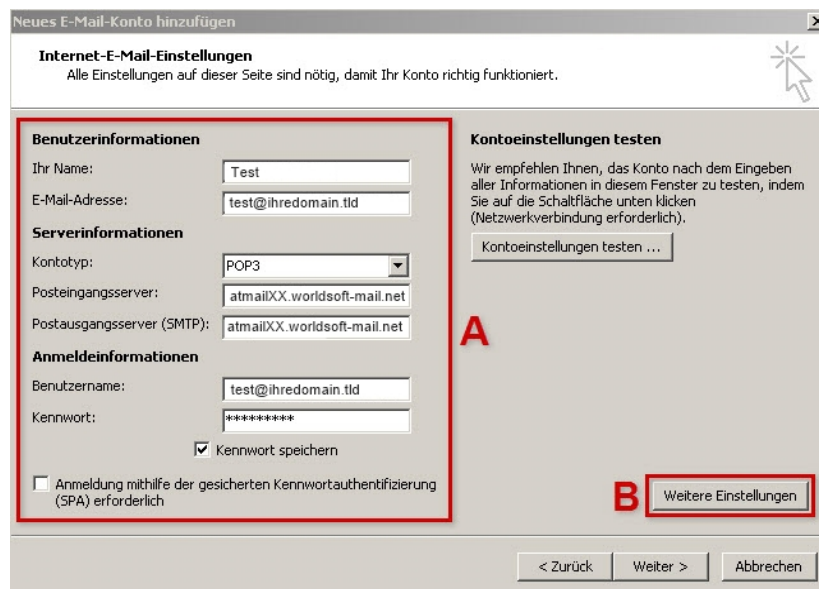 Neues E-Mail-Konto hinzufügen
Internet-E-Mail-Einstellungen
Alle Einstellungen auf dieser Seite sind nötig, damit Ihr Konto richtig funktioniert.
Benutzerinformationen
Ihr Name: Test
E-Mail-Adresse: test@ihredomain.tld
Serverinformationen
Kontotyp: POP3
Posteingangsserver: atmailXX.worldsoft-mail.net
Postausgangsserver (SMTP): atmailXX.worldsoft-mail.net
Anmeldeinformationen
Benutzername: test@ihredomain.tld
Kennwort: *********
Kennwort speichern
Anmeldung mithilfe der gesicherten Kennwortauthentifizierung
(SPA) erforderlich
A
Kontoeinstellungen testen
Wir empfehlen Ihnen, das Konto nach dem Eingeben
aller Informationen in diesem Fenster zu testen, indem
Sie auf die Schaltfläche unten klicken
(Netzwerkverbindung erforderlich).
Kontoeinstellungen testen ...
B
Weitere Einstellungen
< Zurück
Weiter >
Abbrechen